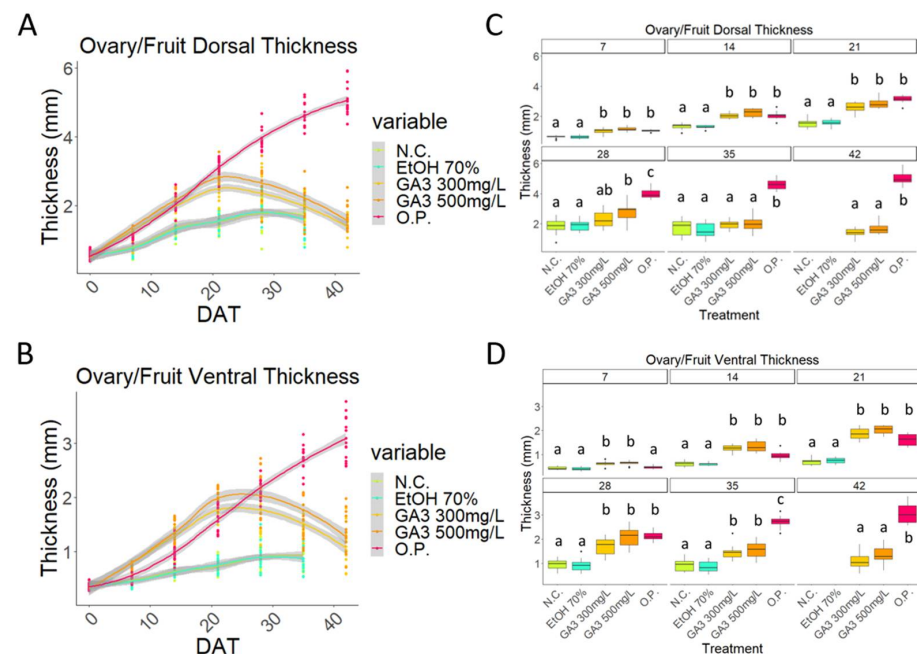 A
Ovary/Fruit Dorsal Thickness
Thickness (mm)
6
4
2
0
10
20
30
40
DAT
variable
N.C.
EtOH 70%
GA3 300mg/L
GA3 500mg/L
O.P.
C
Ovary/Fruit Dorsal Thickness
7
14
21
Thickness (mm)
6
4
2
a a b b b
a a b b b
a a b b b
28
35
42
6
4
2
a a ab b c
a a a a b
a a b
N.C.
EtOH 70%
GA3 300mg/L
GA3 500mg/L
O.P.
N.C.
EtOH 70%
GA3 300mg/L
GA3 500mg/L
O.P.
N.C.
EtOH 70%
GA3 300mg/L
GA3 500mg/L
O.P.
Treatment
B
Ovary/Fruit Ventral Thickness
Thickness (mm)
3
2
1
0
10
20
30
40
DAT
variable
N.C.
EtOH 70%
GA3 300mg/L
GA3 500mg/L
O.P.
D
Ovary/Fruit Ventral Thickness
7
14
21
Thickness (mm)
3
2
1
a a b b a
a a b b b
a a b b b
28
35
42
3
2
1
a a b b b
a a b b c
a a b
N.C.
EtOH 70%
GA3 300mg/L
GA3 500mg/L
O.P.
N.C.
EtOH 70%
GA3 300mg/L
GA3 500mg/L
O.P.
N.C.
EtOH 70%
GA3 300mg/L
GA3 500mg/L
O.P.
Treatment